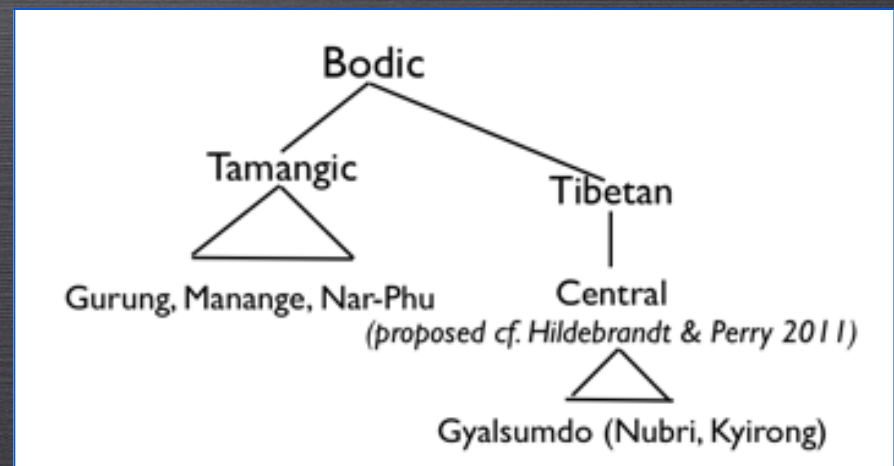 Bodic
Tamangic
Tibetan
Gurung, Manange, Nar-Phu
Central
(proposed cf. Hildebrandt & Perry 2011)
Gyalsumdo (Nubri, Kyirong)